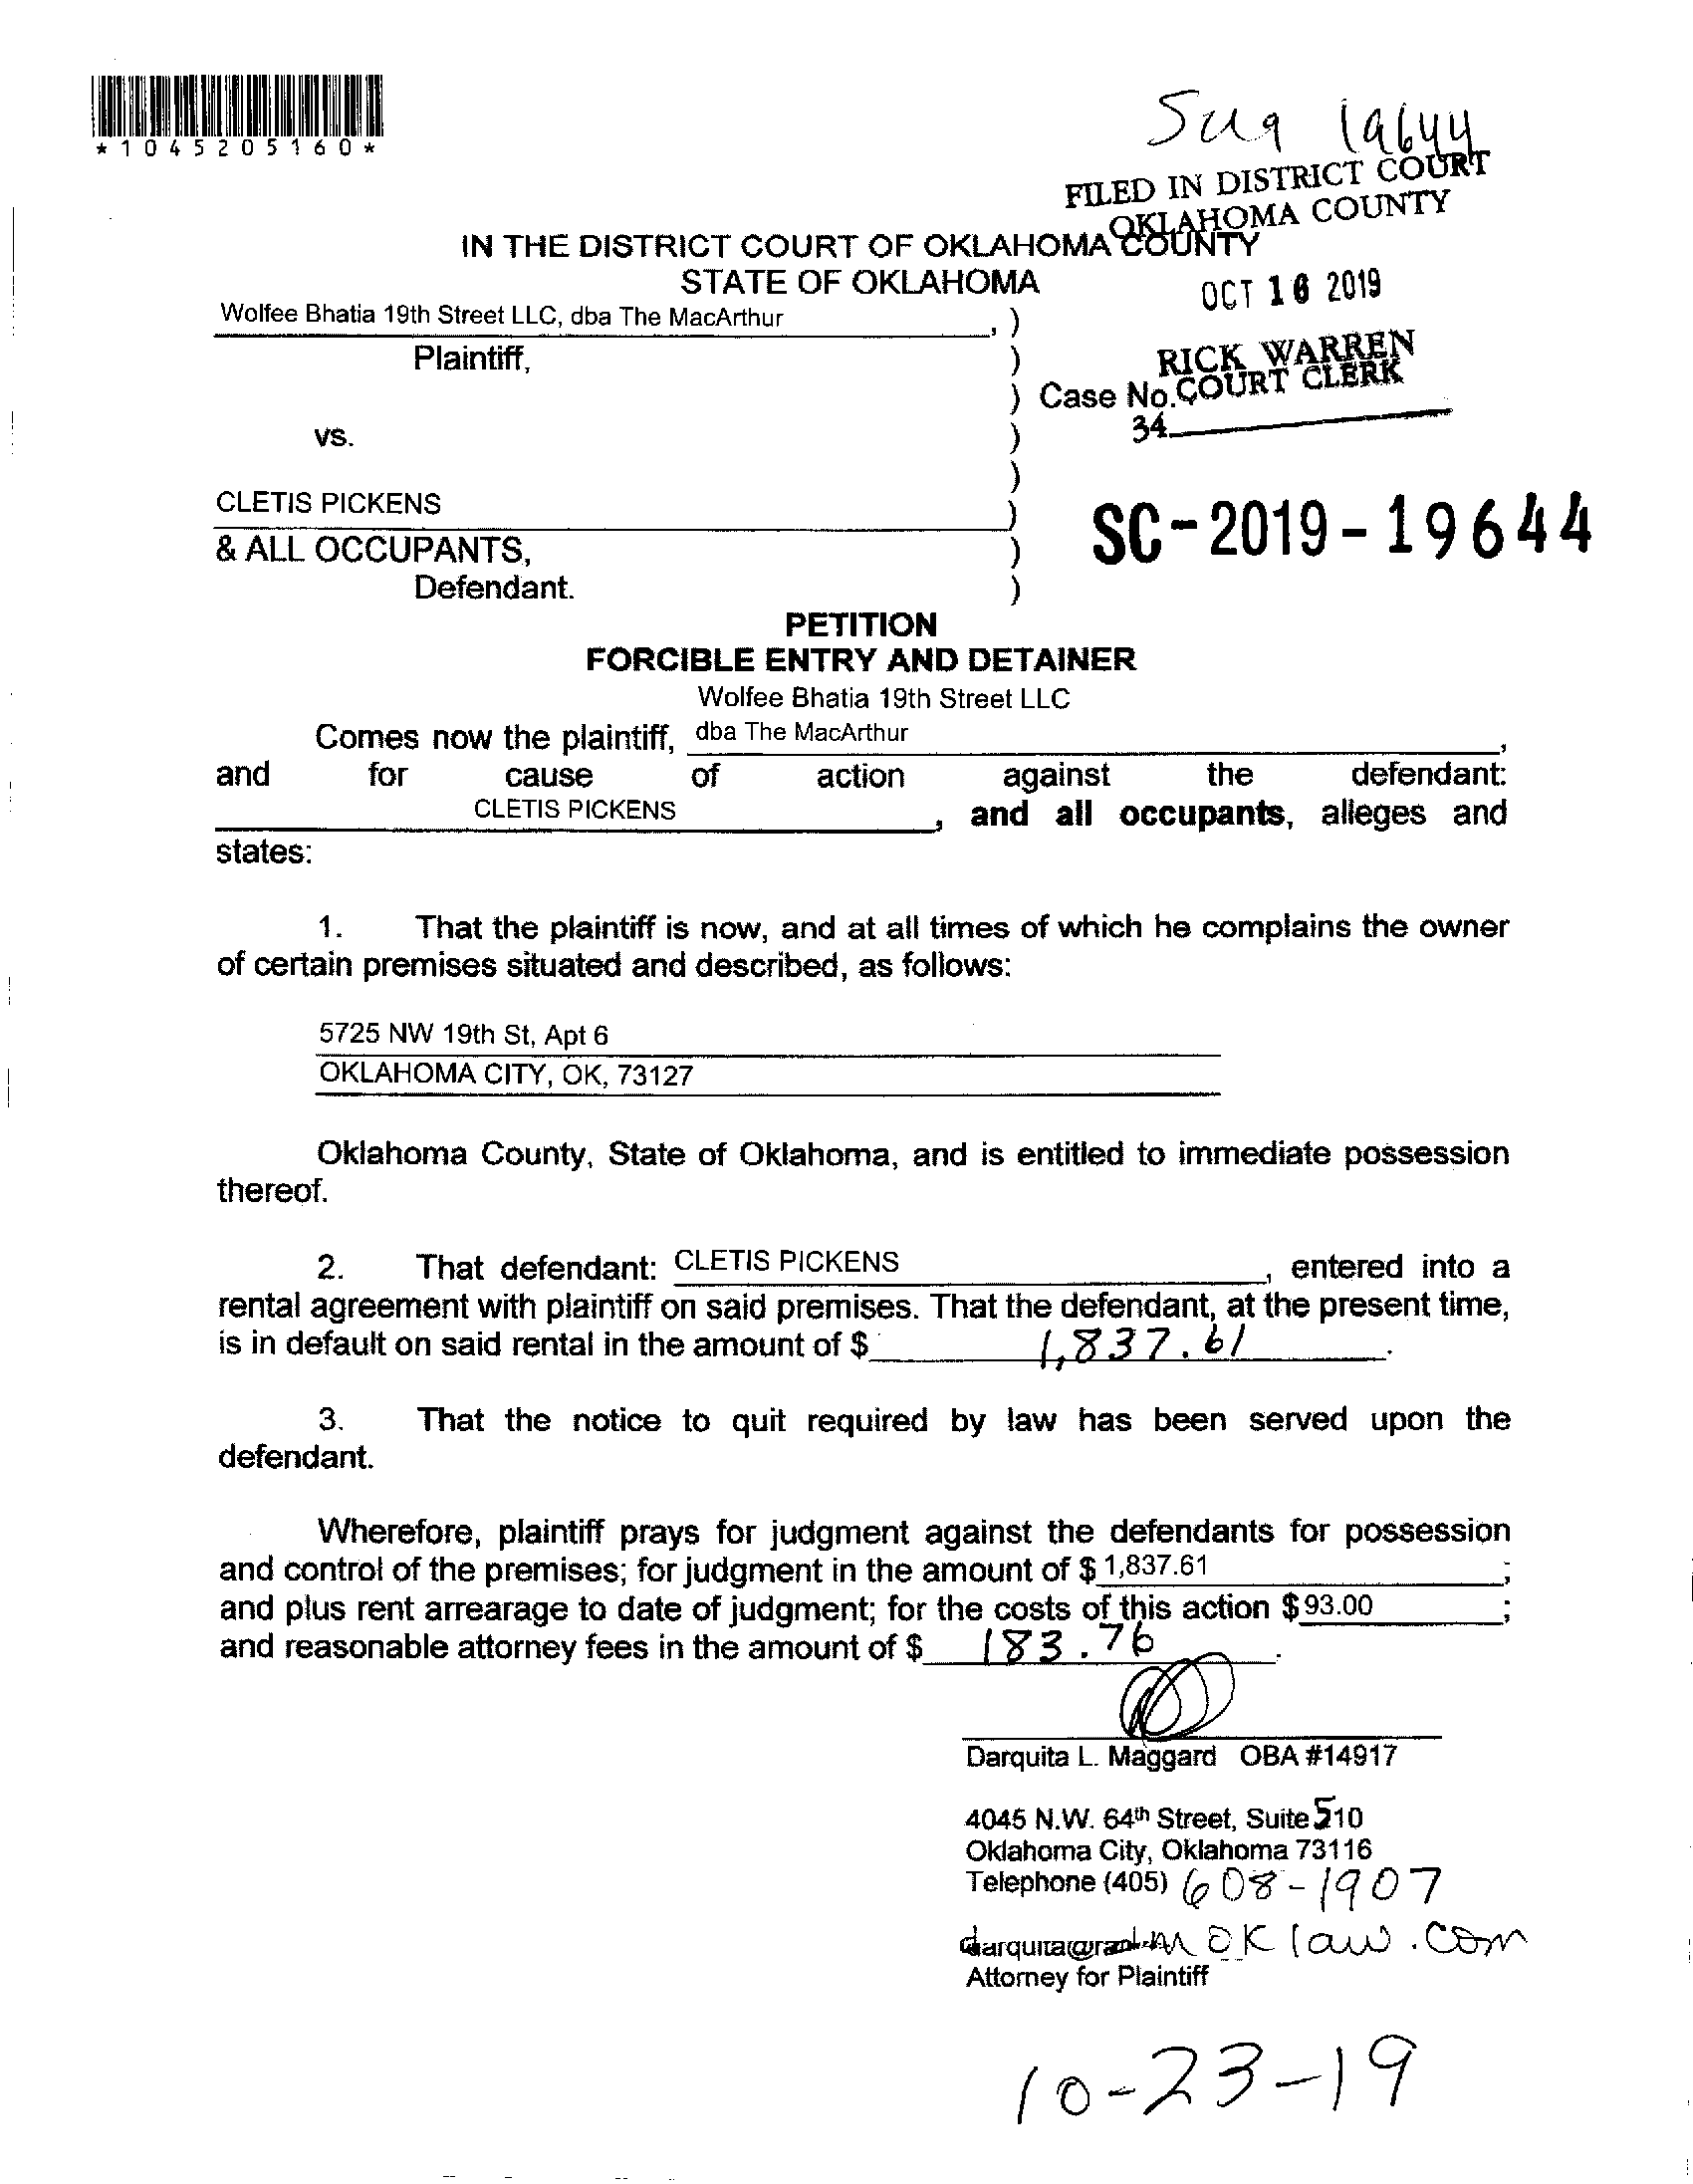 *1045205160*
Suq 19644
FILED IN DISTRICT COURT
OKLAHOMA COUNTY
IN THE DISTRICT COURT OF OKLAHOMA COUNTY
STATE OF OKLAHOMA
OCT 16 2019
Wolfee Bhatia 19th Street LLC, dba The MacArthur , )
Plaintiff, )
RICK WARREN
) Case No. COURT CLERK
vs. ) 34
)
CLETIS PICKENS )
SC-2019-19644
& ALL OCCUPANTS, )
Defendant. )
PETITION
FORCIBLE ENTRY AND DETAINER
Wolfee Bhatia 19th Street LLC
Comes now the plaintiff, dba The MacArthur ,
and for cause of action against the defendant:
CLETIS PICKENS , and all occupants, alleges and
states:
1. That the plaintiff is now, and at all times of which he complains the owner
of certain premises situated and described, as follows:
5725 NW 19th St, Apt 6
OKLAHOMA CITY, OK, 73127
Oklahoma County, State of Oklahoma, and is entitled to immediate possession
thereof.
2. That defendant: CLETIS PICKENS , entered into a
rental agreement with plaintiff on said premises. That the defendant, at the present time,
is in default on said rental in the amount of $ 1,837.61 .
3. That the notice to quit required by law has been served upon the
defendant.
Wherefore, plaintiff prays for judgment against the defendants for possession
and control of the premises; for judgment in the amount of $ 1,837.61 ;
and plus rent arrearage to date of judgment; for the costs of this action $ 93.00 ;
and reasonable attorney fees in the amount of $ 183.76 .
Darquita L. Maggard OBA #14917
4045 N.W. 64th Street, Suite 510
Oklahoma City, Oklahoma 73116
Telephone (405) 608-1907
darquita@ moklaw.com
Attorney for Plaintiff
10-23-19